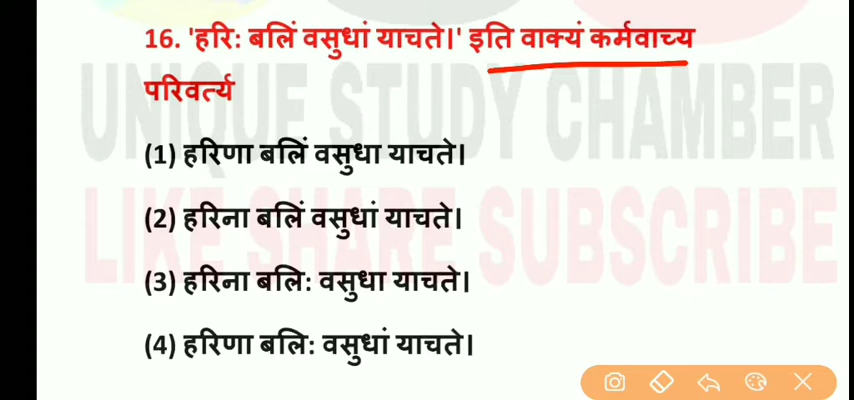 16. 'हरि: बलिं वसुधां याचते।' इति वाक्यं कर्मवाच्य
परिवर्त्य
(1) हरिणा बलिं वसुधा याचते।
(2) हरिना बलिं वसुधां याचते।
(3) हरिना बलि: वसुधा याचते।
(4) हरिणा बलि: वसुधां याचते।
UNIQUE STUDY CHAMBER
LIKE SHARE SUBSCRIBE